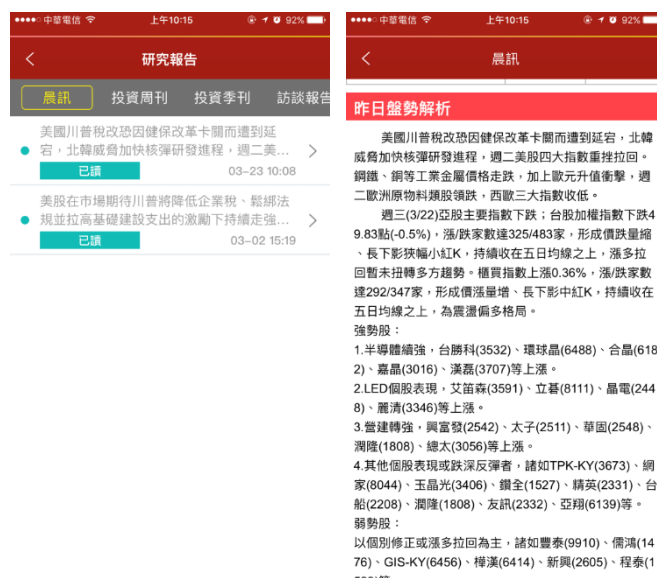 中華電信 上午10:15 92%
研究報告
晨訊 投資周刊 投資季刊 訪談報告
美國川普稅改恐因健保改革卡關而遭到延
宕，北韓威脅加快核彈研發進程，週二美...
已讀 03-23 10:08
美股在市場期待川普將降低企業稅、鬆綁法
規並拉高基礎建設支出的激勵下持續走強...
已讀 03-02 15:19
中華電信 上午10:15 92%
晨訊
昨日盤勢解析
美國川普稅改恐因健保改革卡關而遭到延宕，北韓
威脅加快核彈研發進程，週二美股四大指數重挫拉回。
鋼鐵、銅等工業金屬價格走跌，加上歐元升值衝擊，週
二歐洲原物料類股領跌，西歐三大指數收低。
週三(3/22)亞股主要指數下跌；台股加權指數下跌4
9.83點(-0.5%)，漲/跌家數達325/483家，形成價跌量縮
、長下影狹幅小紅K，持續收在五日均線之上，漲多拉
回暫未扭轉多方趨勢。櫃買指數上漲0.36%，漲/跌家數
達292/347家，形成價漲量增、長下影中紅K，持續收在
五日均線之上，為震盪偏多格局。
強勢股：
1.半導體續強，台勝科(3532)、環球晶(6488)、合晶(618
2)、嘉晶(3016)、漢磊(3707)等上漲。
2.LED個股表現，艾笛森(3591)、立碁(8111)、晶電(244
8)、麗清(3346)等上漲。
3.營建轉強，興富發(2542)、太子(2511)、華固(2548)、
潤隆(1808)、總太(3056)等上漲。
4.其他個股表現或跌深反彈者，諸如TPK-KY(3673)、網
家(8044)、玉晶光(3406)、鑽全(1527)、精英(2331)、台
船(2208)、潤隆(1808)、友訊(2332)、亞翔(6139)等。
弱勢股：
以個別修正或漲多拉回為主，諸如豐泰(9910)、儒鴻(14
76)、GIS-KY(6456)、樺漢(6414)、新興(2605)、程泰(1